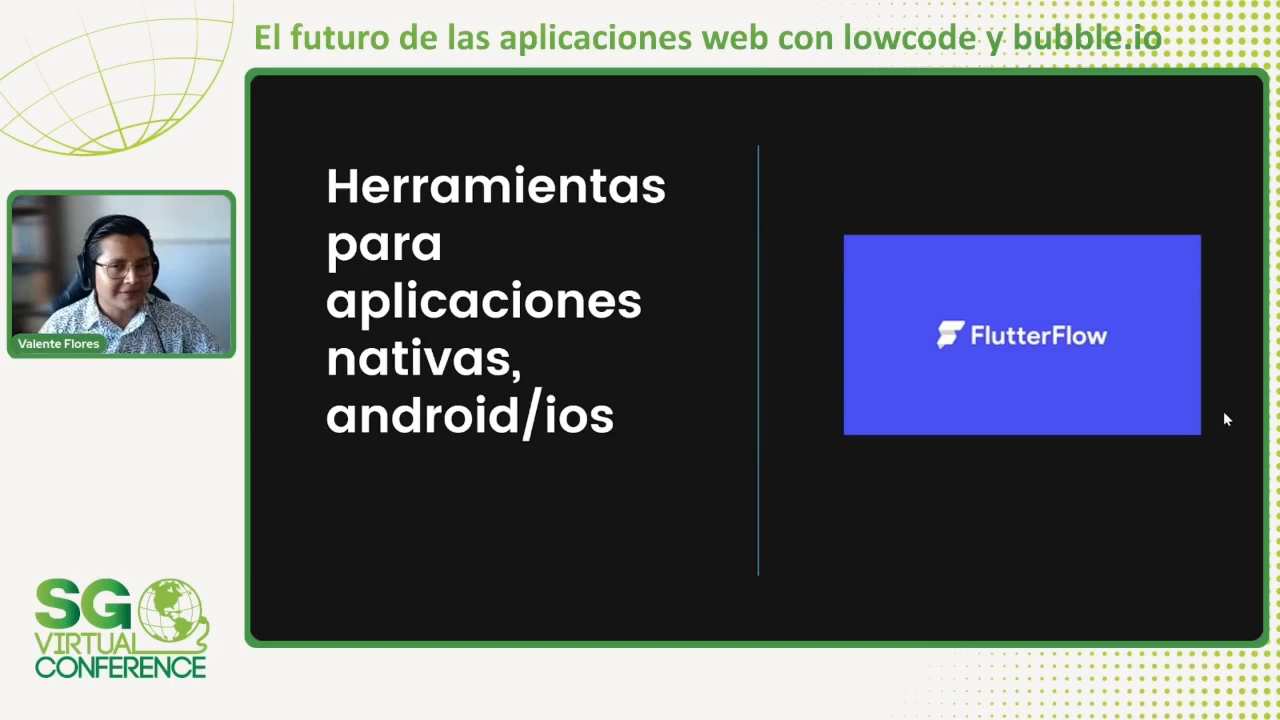 El futuro de las aplicaciones web con lowcode y bubble.io
Herramientas
para
aplicaciones
nativas,
android/ios
FlutterFlow
Valente Flores
SG
VIRTUAL
CONFERENCE